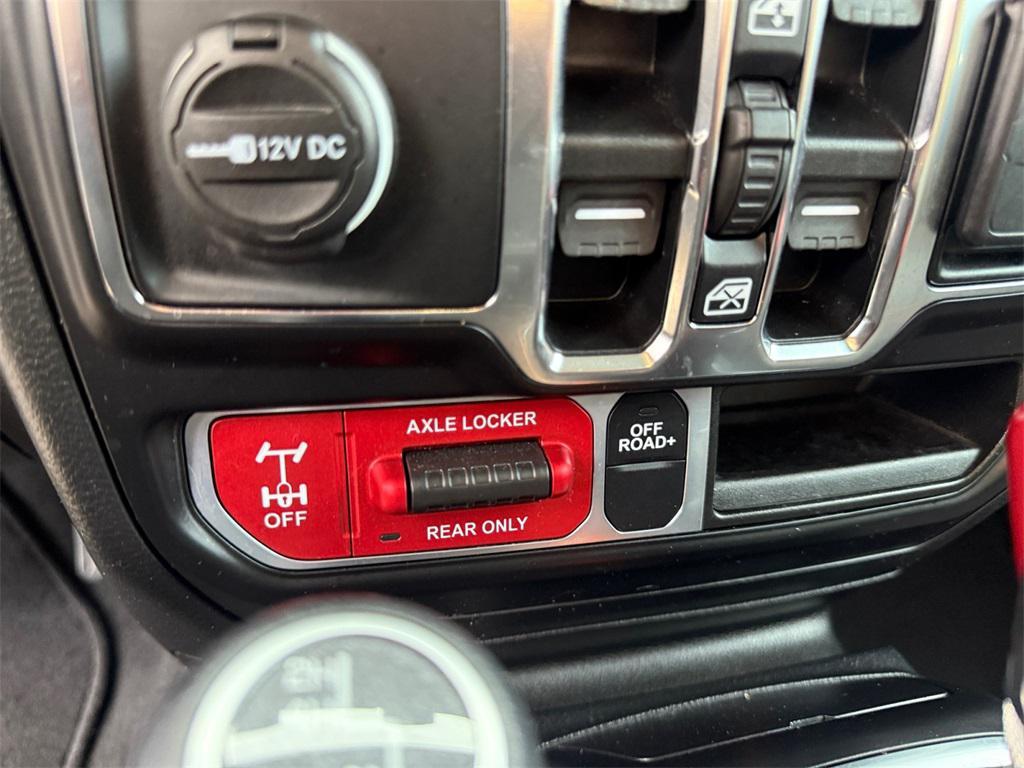 12V DC
AXLE LOCKER
OFF
ROAD+
OFF
REAR ONLY